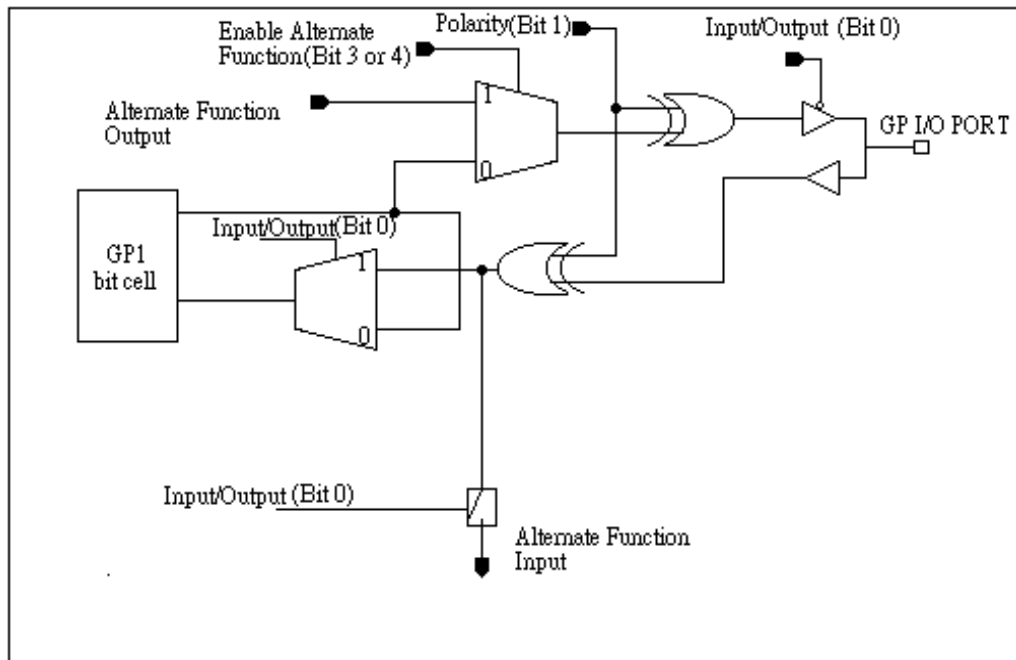 Polarity(Bit 1)
Input/Output (Bit 0)
Enable Alternate
Function(Bit 3 or 4)
1
Alternate Function
Output
GP I/O PORT
0
Input/Output(Bit 0)
GP1
bit cell
1
0
Input/Output (Bit 0)
Alternate Function
Input